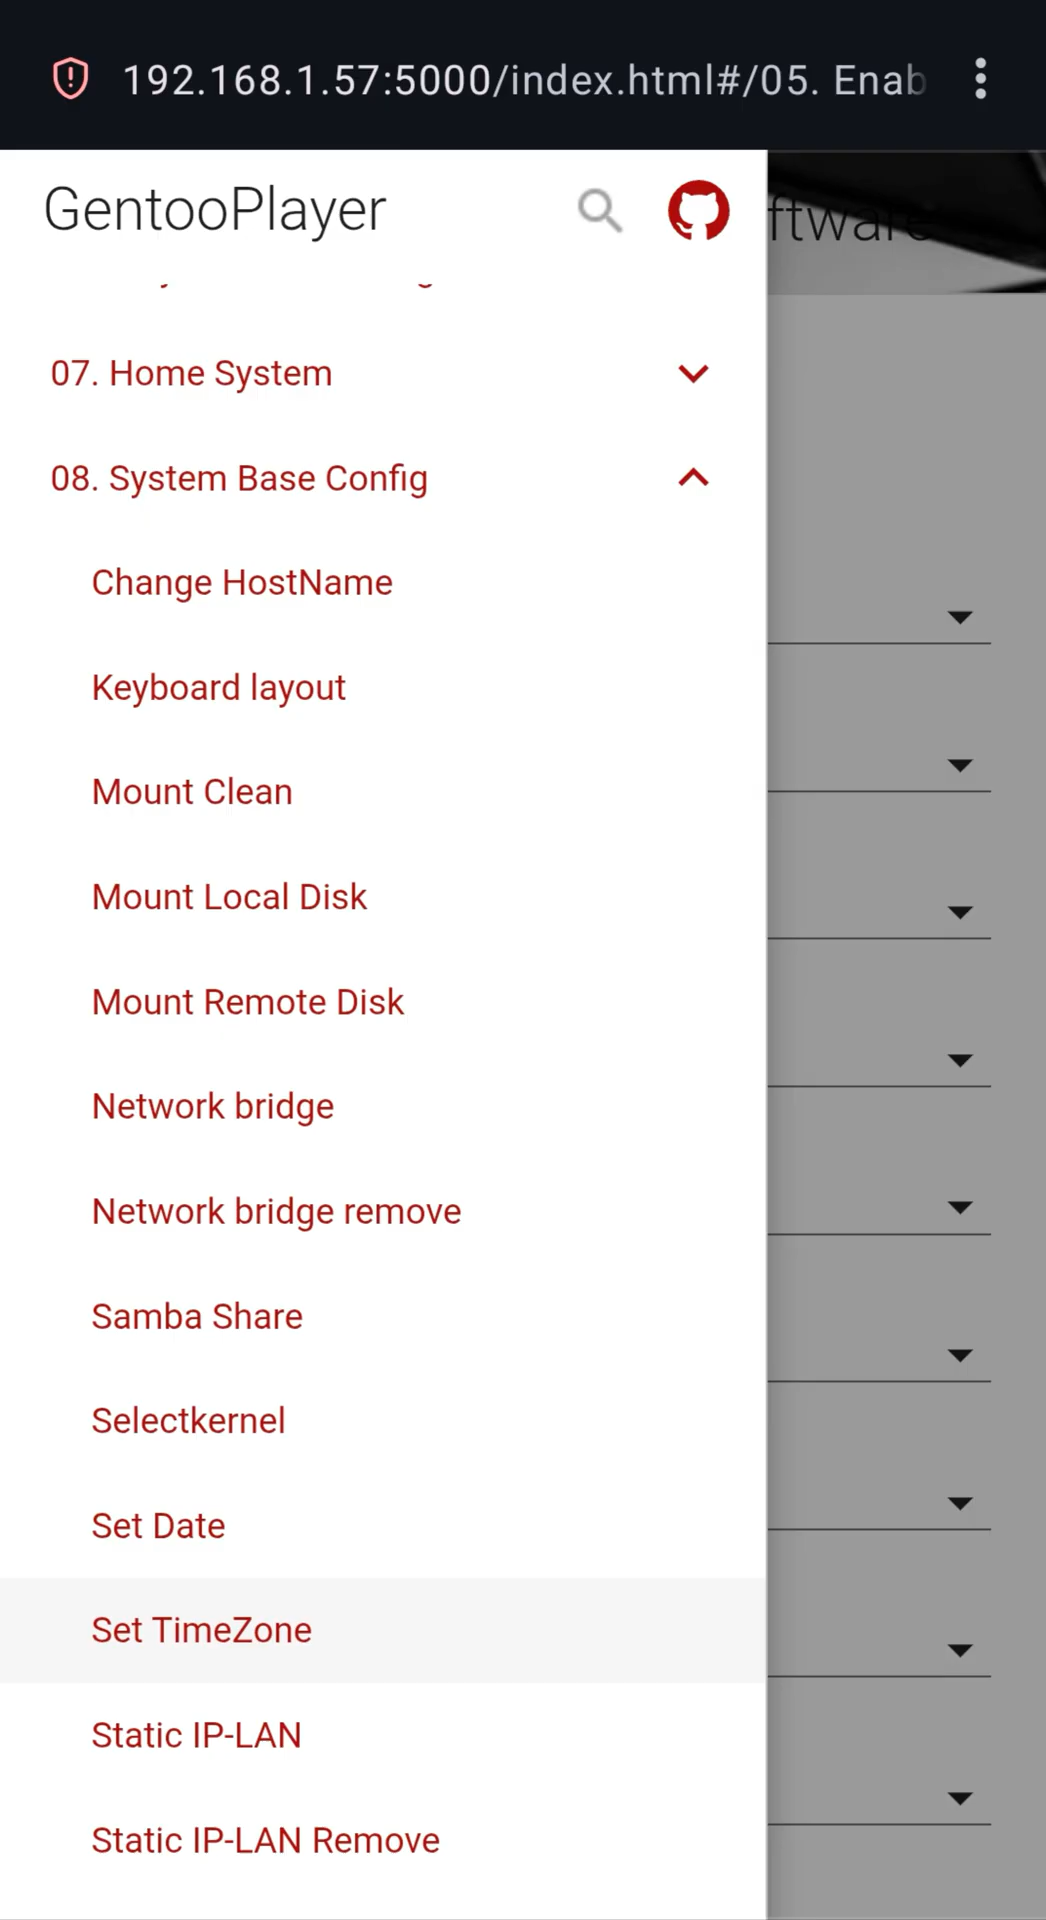 192.168.1.57:5000/index.html#/05. Enab
GentooPlayer
ftware
07. Home System
08. System Base Config
Change HostName
Keyboard layout
Mount Clean
Mount Local Disk
Mount Remote Disk
Network bridge
Network bridge remove
Samba Share
Selectkernel
Set Date
Set TimeZone
Static IP-LAN
Static IP-LAN Remove